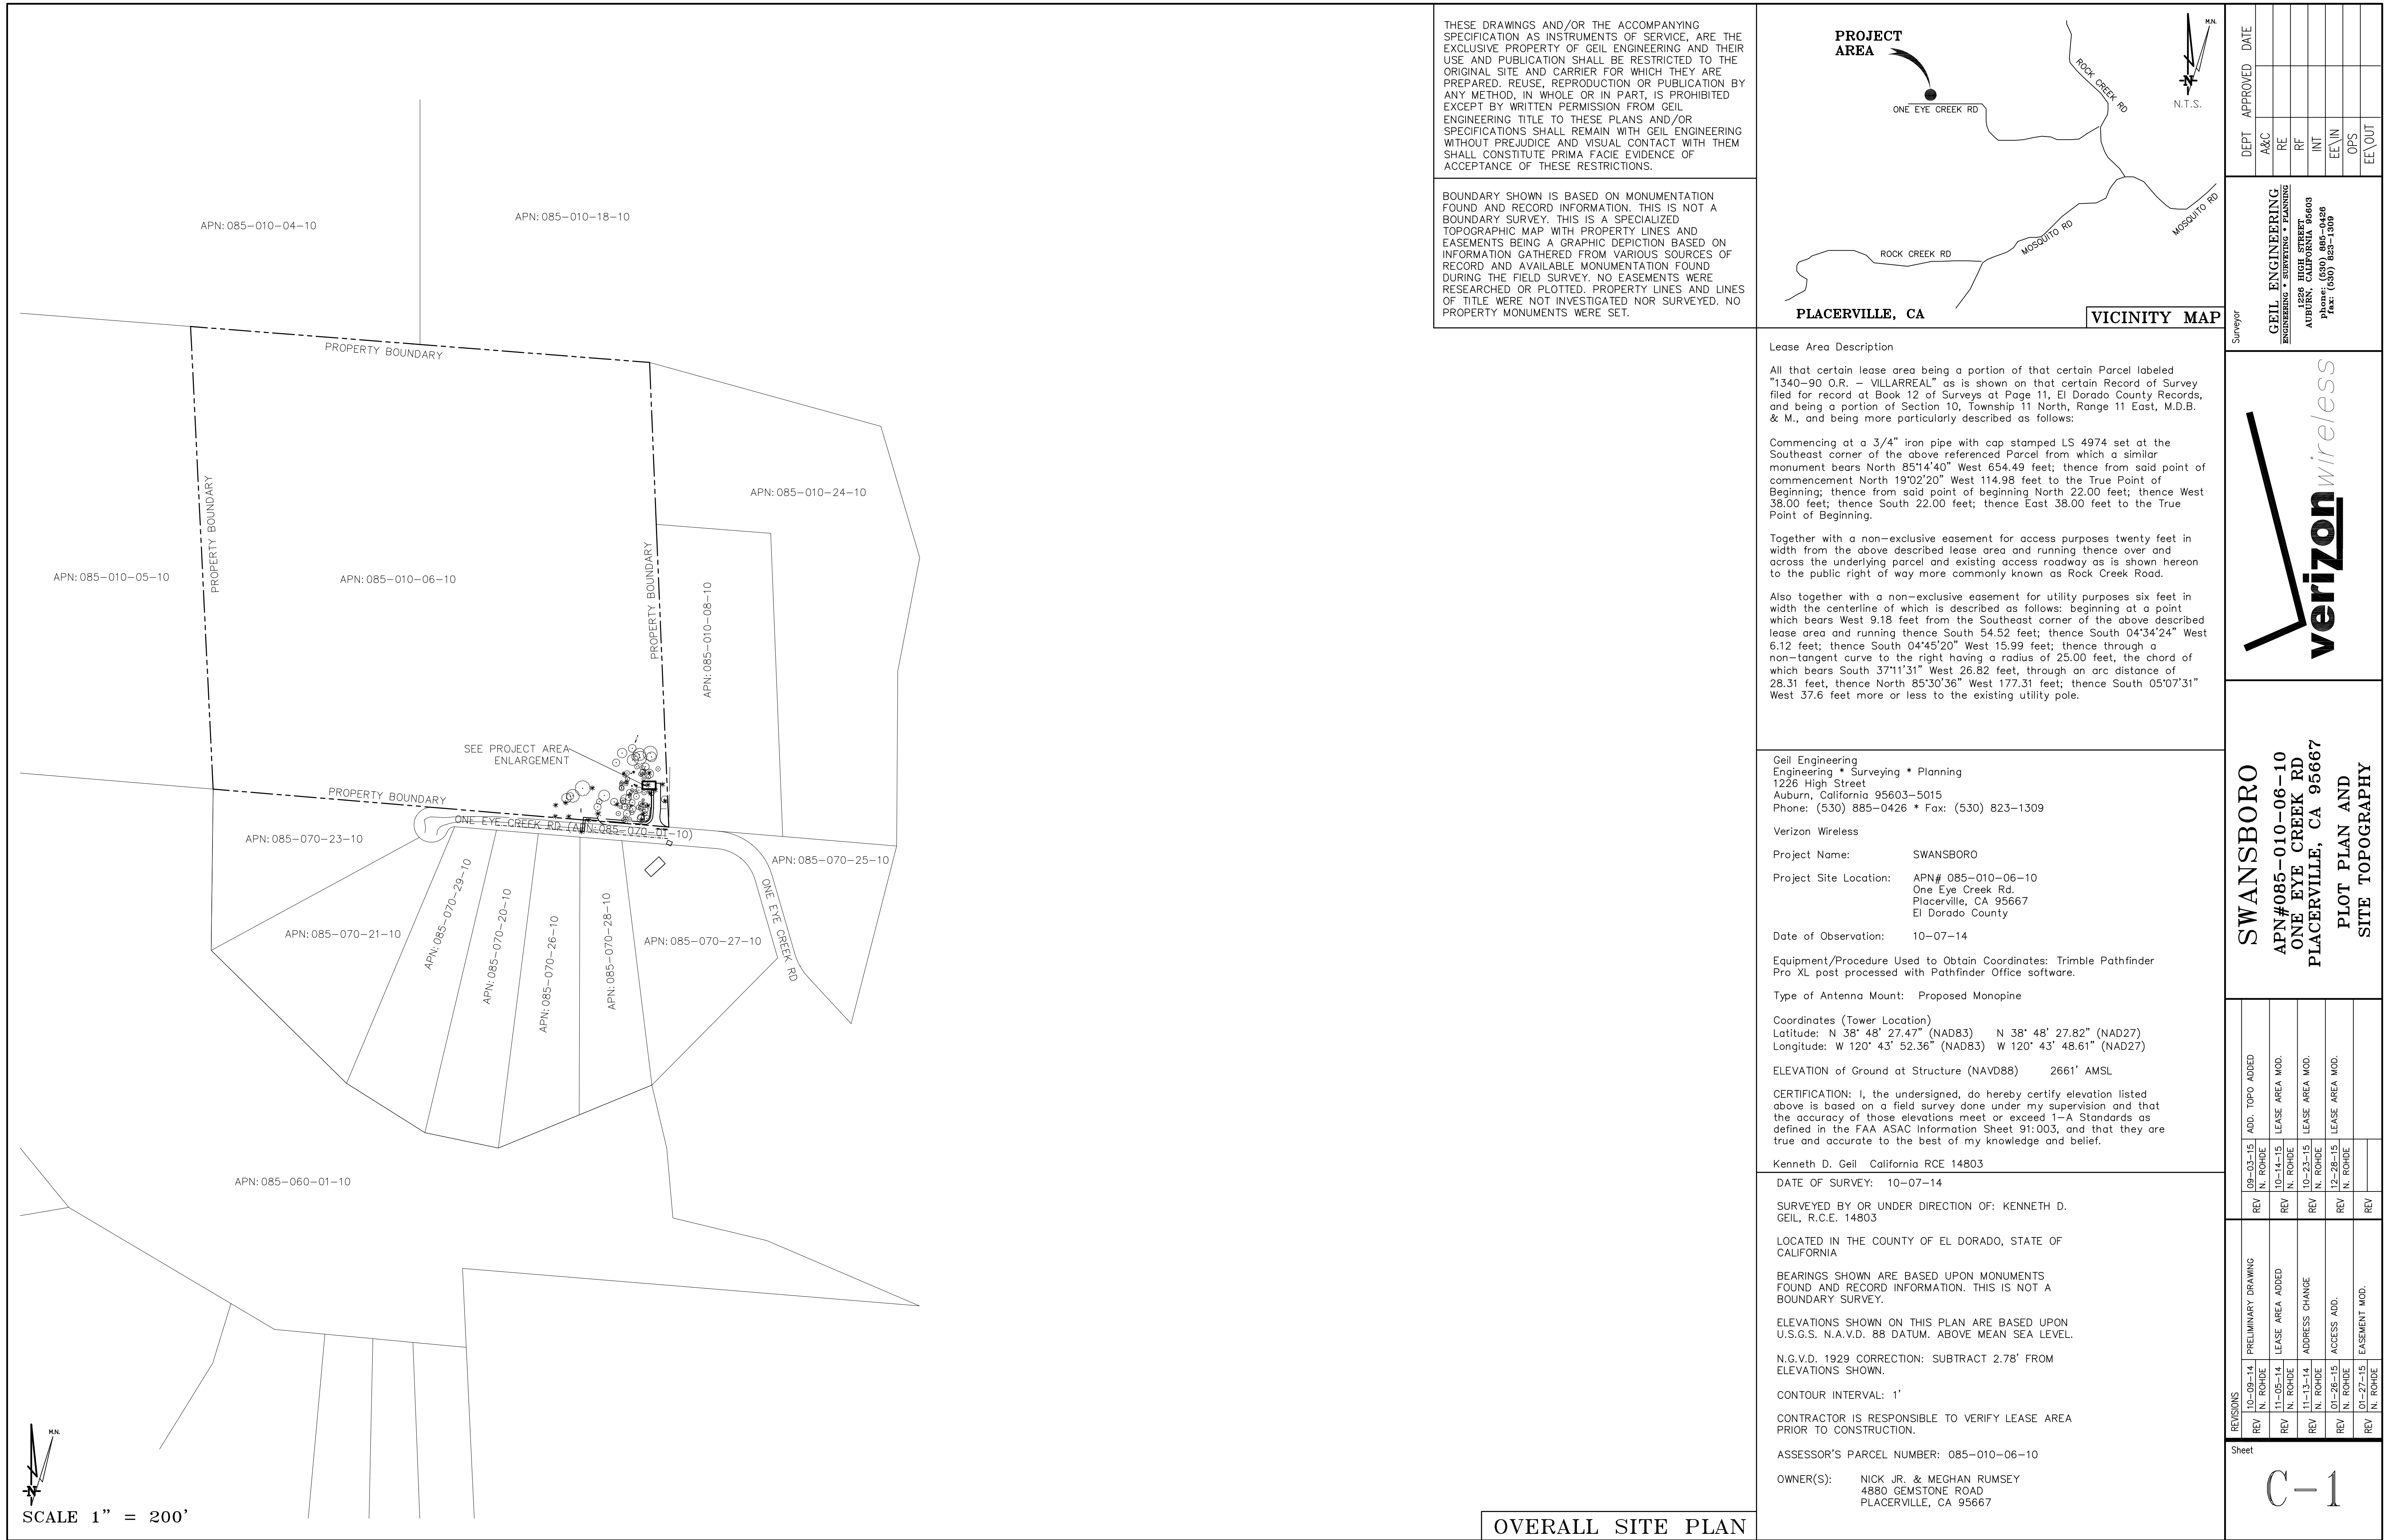 APN: 085-010-04-10
APN: 085-010-18-10
PROPERTY BOUNDARY
PROPERTY BOUNDARY
APN: 085-010-24-10
PROPERTY BOUNDARY
APN: 085-010-05-10
APN: 085-010-06-10
APN: 085-010-08-10
SEE PROJECT AREA
ENLARGEMENT
PROPERTY BOUNDARY
ONE EYE CREEK RD (APN: 085-070-01-10)
APN: 085-070-23-10
APN: 085-070-25-10
APN: 085-070-29-10
APN: 085-070-20-10
APN: 085-070-26-10
APN: 085-070-28-10
ONE EYE CREEK RD
APN: 085-070-21-10
APN: 085-070-27-10
APN: 085-060-01-10
M.N.
N
SCALE 1" = 200'
OVERALL SITE PLAN
THESE DRAWINGS AND/OR THE ACCOMPANYING
SPECIFICATION AS INSTRUMENTS OF SERVICE, ARE THE
EXCLUSIVE PROPERTY OF GEIL ENGINEERING AND THEIR
USE AND PUBLICATION SHALL BE RESTRICTED TO THE
ORIGINAL SITE AND CARRIER FOR WHICH THEY ARE
PREPARED. REUSE, REPRODUCTION OR PUBLICATION BY
ANY METHOD, IN WHOLE OR IN PART, IS PROHIBITED
EXCEPT BY WRITTEN PERMISSION FROM GEIL
ENGINEERING TITLE TO THESE PLANS AND/OR
SPECIFICATIONS SHALL REMAIN WITH GEIL ENGINEERING
WITHOUT PREJUDICE AND VISUAL CONTACT WITH THEM
SHALL CONSTITUTE PRIMA FACIE EVIDENCE OF
ACCEPTANCE OF THESE RESTRICTIONS.
BOUNDARY SHOWN IS BASED ON MONUMENTATION
FOUND AND RECORD INFORMATION. THIS IS NOT A
BOUNDARY SURVEY. THIS IS A SPECIALIZED
TOPOGRAPHIC MAP WITH PROPERTY LINES AND
EASEMENTS BEING A GRAPHIC DEPICTION BASED ON
INFORMATION GATHERED FROM VARIOUS SOURCES OF
RECORD AND AVAILABLE MONUMENTATION FOUND
DURING THE FIELD SURVEY. NO EASEMENTS WERE
RESEARCHED OR PLOTTED. PROPERTY LINES AND LINES
OF TITLE WERE NOT INVESTIGATED NOR SURVEYED. NO
PROPERTY MONUMENTS WERE SET.
PROJECT
AREA
ONE EYE CREEK RD
ROCK CREEK RD
M.N.
N
N.T.S.
ROCK CREEK RD
MOSQUITO RD
MOSQUITO RD
PLACERVILLE, CA
VICINITY MAP
Lease Area Description
All that certain lease area being a portion of that certain Parcel labeled
"1340-90 O.R. - VILLARREAL" as is shown on that certain Record of Survey
filed for record at Book 12 of Surveys at Page 11, El Dorado County Records,
and being a portion of Section 10, Township 11 North, Range 11 East, M.D.B.
& M., and being more particularly described as follows:
Commencing at a 3/4" iron pipe with cap stamped LS 4974 set at the
Southeast corner of the above referenced Parcel from which a similar
monument bears North 85°14'40" West 654.49 feet; thence from said point of
commencement North 19°02'20" West 114.98 feet to the True Point of
Beginning; thence from said point of beginning North 22.00 feet; thence West
38.00 feet; thence South 22.00 feet; thence East 38.00 feet to the True
Point of Beginning.
Together with a non-exclusive easement for access purposes twenty feet in
width from the above described lease area and running thence over and
across the underlying parcel and existing access roadway as is shown hereon
to the public right of way more commonly known as Rock Creek Road.
Also together with a non-exclusive easement for utility purposes six feet in
width the centerline of which is described as follows: beginning at a point
which bears West 9.18 feet from the Southeast corner of the above described
lease area and running thence South 54.52 feet; thence South 04°34'24" West
6.12 feet; thence South 04°45'20" West 15.99 feet; thence through a
non-tangent curve to the right having a radius of 25.00 feet, the chord of
which bears South 37°11'31" West 26.82 feet, through an arc distance of
28.31 feet, thence North 85°30'36" West 177.31 feet; thence South 05°07'31"
West 37.6 feet more or less to the existing utility pole.
Geil Engineering
Engineering * Surveying * Planning
1226 High Street
Auburn, California 95603-5015
Phone: (530) 885-0426 * Fax: (530) 823-1309
Verizon Wireless
Project Name: SWANSBORO
Project Site Location: APN# 085-010-06-10
One Eye Creek Rd.
Placerville, CA 95667
El Dorado County
Date of Observation: 10-07-14
Equipment/Procedure Used to Obtain Coordinates: Trimble Pathfinder
Pro XL post processed with Pathfinder Office software.
Type of Antenna Mount: Proposed Monopine
Coordinates (Tower Location)
Latitude: N 38° 48' 27.47" (NAD83) N 38° 48' 27.82" (NAD27)
Longitude: W 120° 43' 52.36" (NAD83) W 120° 43' 48.61" (NAD27)
ELEVATION of Ground at Structure (NAVD88) 2661' AMSL
CERTIFICATION: I, the undersigned, do hereby certify elevation listed
above is based on a field survey done under my supervision and that
the accuracy of those elevations meet or exceed 1-A Standards as
defined in the FAA ASAC Information Sheet 91:003, and that they are
true and accurate to the best of my knowledge and belief.
Kenneth D. Geil California RCE 14803
DATE OF SURVEY: 10-07-14
SURVEYED BY OR UNDER DIRECTION OF: KENNETH D.
GEIL, R.C.E. 14803
LOCATED IN THE COUNTY OF EL DORADO, STATE OF
CALIFORNIA
BEARINGS SHOWN ARE BASED UPON MONUMENTS
FOUND AND RECORD INFORMATION. THIS IS NOT A
BOUNDARY SURVEY.
ELEVATIONS SHOWN ON THIS PLAN ARE BASED UPON
U.S.G.S. N.A.V.D. 88 DATUM. ABOVE MEAN SEA LEVEL.
N.G.V.D. 1929 CORRECTION: SUBTRACT 2.78' FROM
ELEVATIONS SHOWN.
CONTOUR INTERVAL: 1'
CONTRACTOR IS RESPONSIBLE TO VERIFY LEASE AREA
PRIOR TO CONSTRUCTION.
ASSESSOR'S PARCEL NUMBER: 085-010-06-10
OWNER(S): NICK JR. & MEGHAN RUMSEY
4880 GEMSTONE ROAD
PLACERVILLE, CA 95667
DEPT APPROVED DATE
A&C
RE
RF
INT
EE\IN
OPS
EE\OUT
Surveyor
GEIL ENGINEERING
ENGINEERING * SURVEYING * PLANNING
1226 HIGH STREET
AUBURN, CALIFORNIA 95603
phone: (530) 885-0426
fax: (530) 823-1309
verizon wireless
SWANSBORO
APN#085-010-06-10
ONE EYE CREEK RD
PLACERVILLE, CA 95667
PLOT PLAN AND
SITE TOPOGRAPHY
REV 09-03-15 ADD. TOPO ADDED
N. ROHDE
REV 10-14-15 LEASE AREA MOD.
N. ROHDE
REV 10-23-15 LEASE AREA MOD.
N. ROHDE
REV 12-28-15 LEASE AREA MOD.
N. ROHDE
REV
REVISIONS
REV 10-09-14 PRELIMINARY DRAWING
N. ROHDE
REV 11-05-14 LEASE AREA ADDED
N. ROHDE
REV 11-13-14 ADDRESS CHANGE
N. ROHDE
REV 01-26-15 ACCESS ADD.
N. ROHDE
REV 01-27-15 EASEMENT MOD.
N. ROHDE
Sheet
C-1